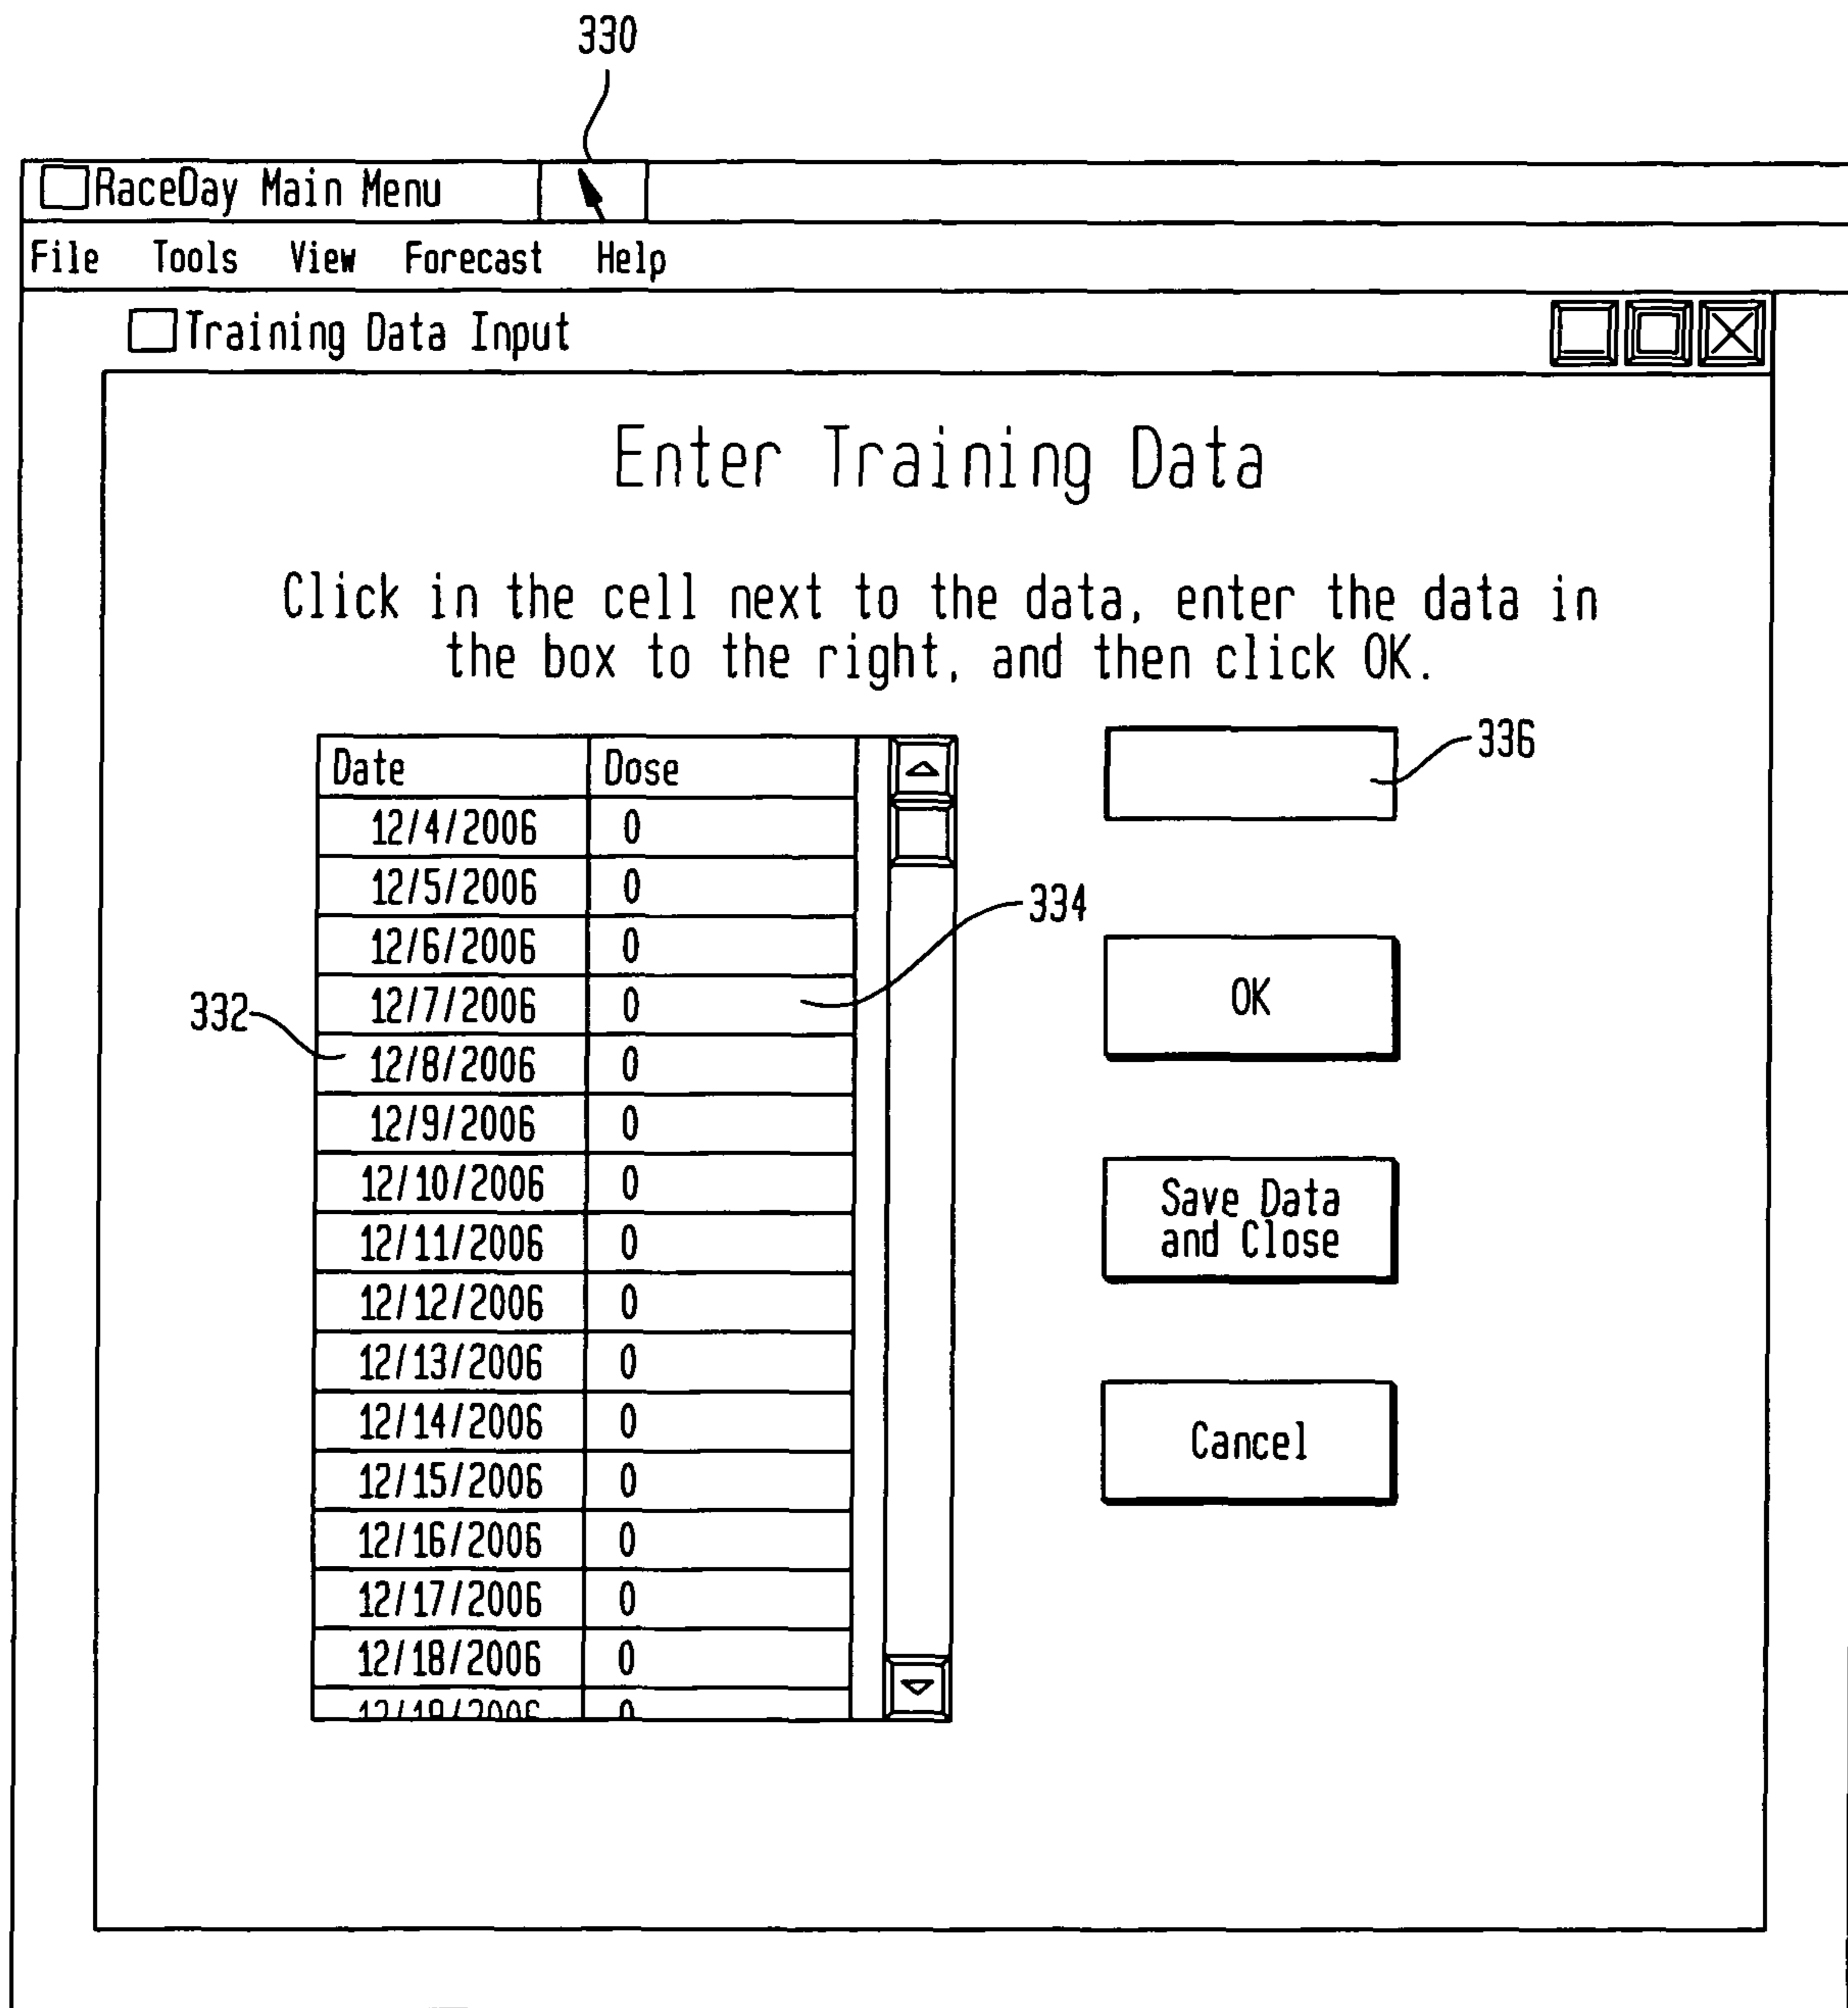 330
RaceDay Main Menu
File Tools View Forecast Help
Training Data Input
Enter Training Data
Click in the cell next to the data, enter the data in
the box to the right, and then click OK.
336
Date Dose
12/4/2006 0
12/5/2006 0
334
12/6/2006 0
12/7/2006 0
OK
332
12/8/2006 0
12/9/2006 0
12/10/2006 0
Save Data
and Close
12/11/2006 0
12/12/2006 0
12/13/2006 0
12/14/2006 0
Cancel
12/15/2006 0
12/16/2006 0
12/17/2006 0
12/18/2006 0
12/19/2006 0